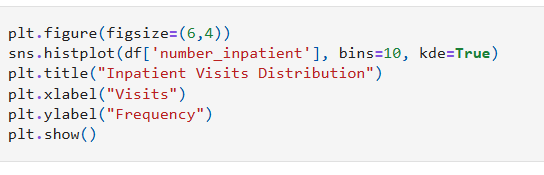 plt.figure(figsize=(6,4))
sns.histplot(df['number_inpatient'], bins=10, kde=True)
plt.title("Inpatient Visits Distribution")
plt.xlabel("Visits")
plt.ylabel("Frequency")
plt.show()